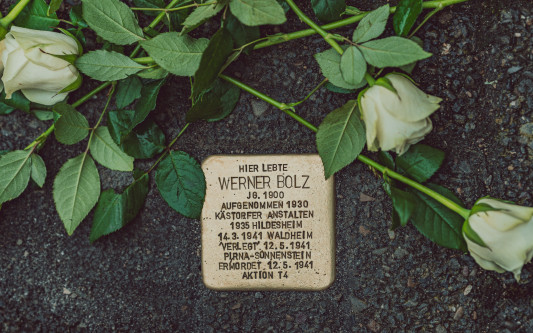 HIER LEBTE
WERNER BOLZ
JG. 1900
AUFGENOMMEN 1930
KÄSTORFER ANSTALTEN
1935 HILDESHEIM
14.3.1941 WALDHEIM
'VERLEGT' 12.5.1941
PIRNA-SONNENSTEIN
ERMORDET 12.5.1941
AKTION T4